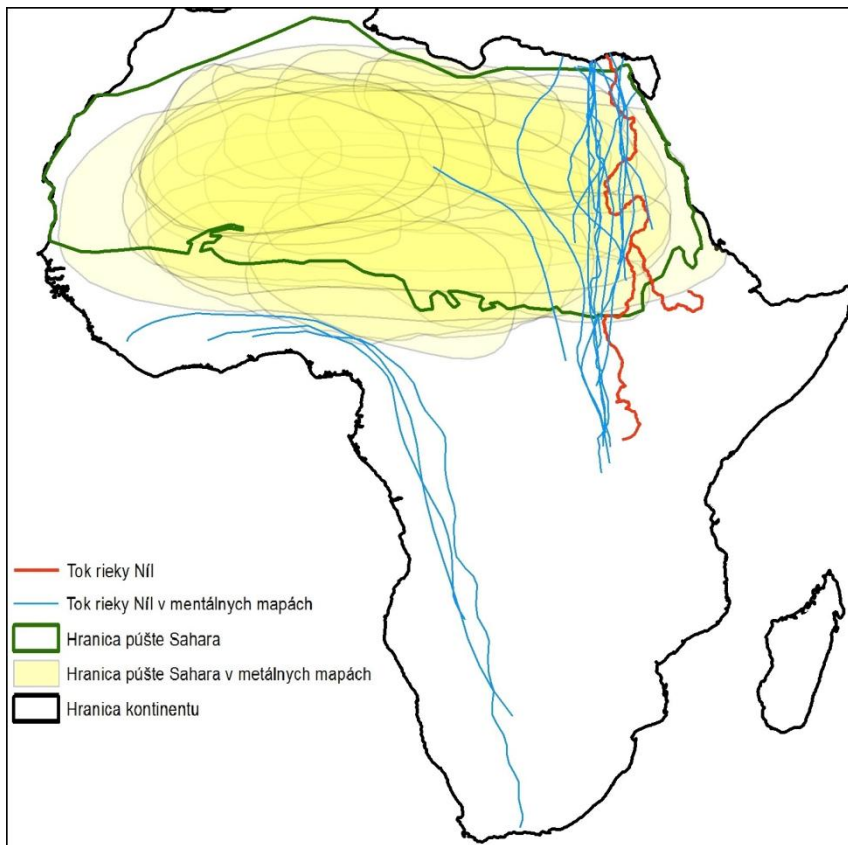 Tok rieky Níl
Tok rieky Níl v mentálnych mapách
Hranica púšte Sahara
Hranica púšte Sahara v metálnych mapách
Hranica kontinentu